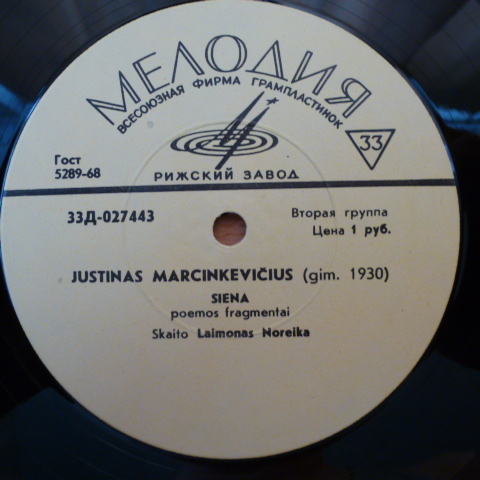 МЕЛОДИЯ
ВСЕСОЮЗНАЯ ФИРМА ГРАМПЛАСТИНОК
33
Гост
5289-68
РИЖСКИЙ ЗАВОД
33Д-027443
Вторая группа
Цена 1 руб.
JUSTINAS MARCINKEVIČIUS (gim. 1930)
SIENA
poemos fragmentai
Skaito Laimonas Noreika